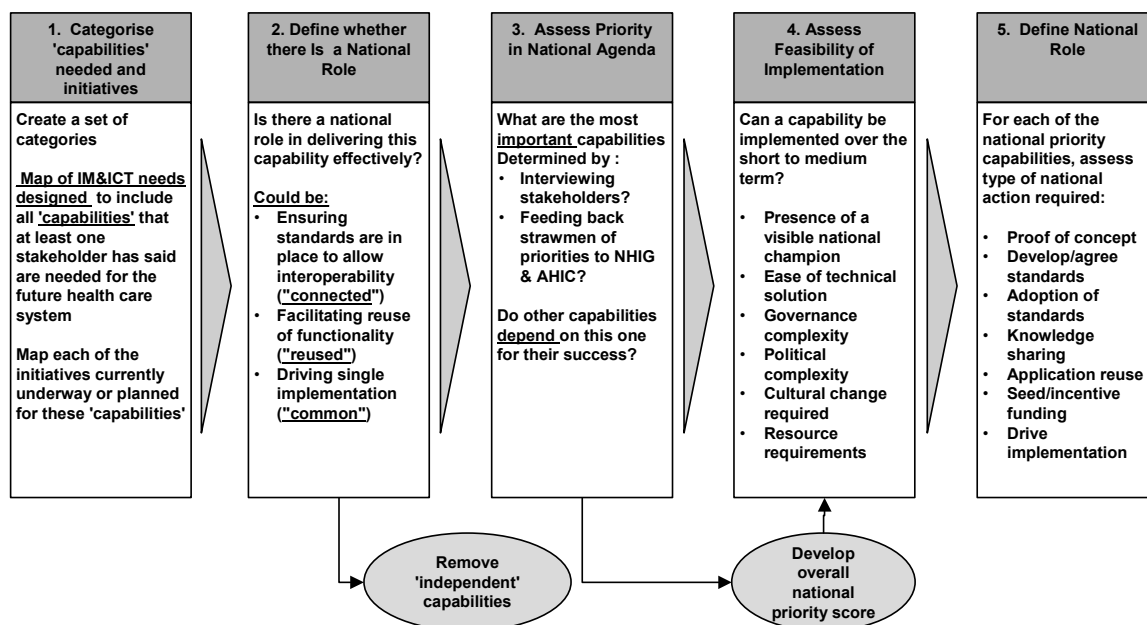 1. Categorise
'capabilities'
needed and
initiatives
Create a set of
categories
Map of IM&ICT needs
designed to include
all 'capabilities' that
at least one
stakeholder has said
are needed for the
future health care
system
Map each of the
initiatives currently
underway or planned
for these 'capabilities'
2. Define whether
there Is a National
Role
Is there a national
role in delivering this
capability effectively?
Could be:
• Ensuring
standards are in
place to allow
interoperability
("connected")
• Facilitating reuse
of functionality
("reused")
• Driving single
implementation
("common")
3. Assess Priority
in National Agenda
What are the most
important capabilities
Determined by :
• Interviewing
stakeholders?
• Feeding back
strawmen of
priorities to NHIG
& AHIC?
Do other capabilities
depend on this one
for their success?
4. Assess
Feasibility of
Implementation
Can a capability be
implemented over the
short to medium
term?
• Presence of a
visible national
champion
• Ease of technical
solution
• Governance
complexity
• Political
complexity
• Cultural change
required
• Resource
requirements
5. Define National
Role
For each of the
national priority
capabilities, assess
type of national
action required:
• Proof of concept
• Develop/agree
standards
• Adoption of
standards
• Knowledge
sharing
• Application reuse
• Seed/incentive
funding
• Drive
implementation
Remove
'independent'
capabilities
Develop
overall
national
priority score